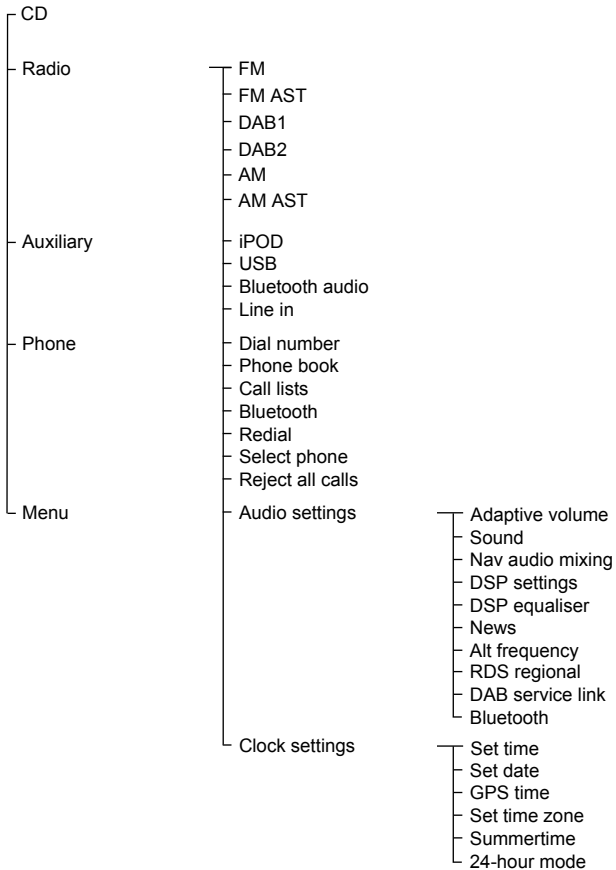 CD
Radio
FM
FM AST
DAB1
DAB2
AM
AM AST
Auxiliary
iPOD
USB
Bluetooth audio
Line in
Phone
Dial number
Phone book
Call lists
Bluetooth
Redial
Select phone
Reject all calls
Menu
Audio settings
Adaptive volume
Sound
Nav audio mixing
DSP settings
DSP equaliser
News
Alt frequency
RDS regional
DAB service link
Bluetooth
Clock settings
Set time
Set date
GPS time
Set time zone
Summertime
24-hour mode